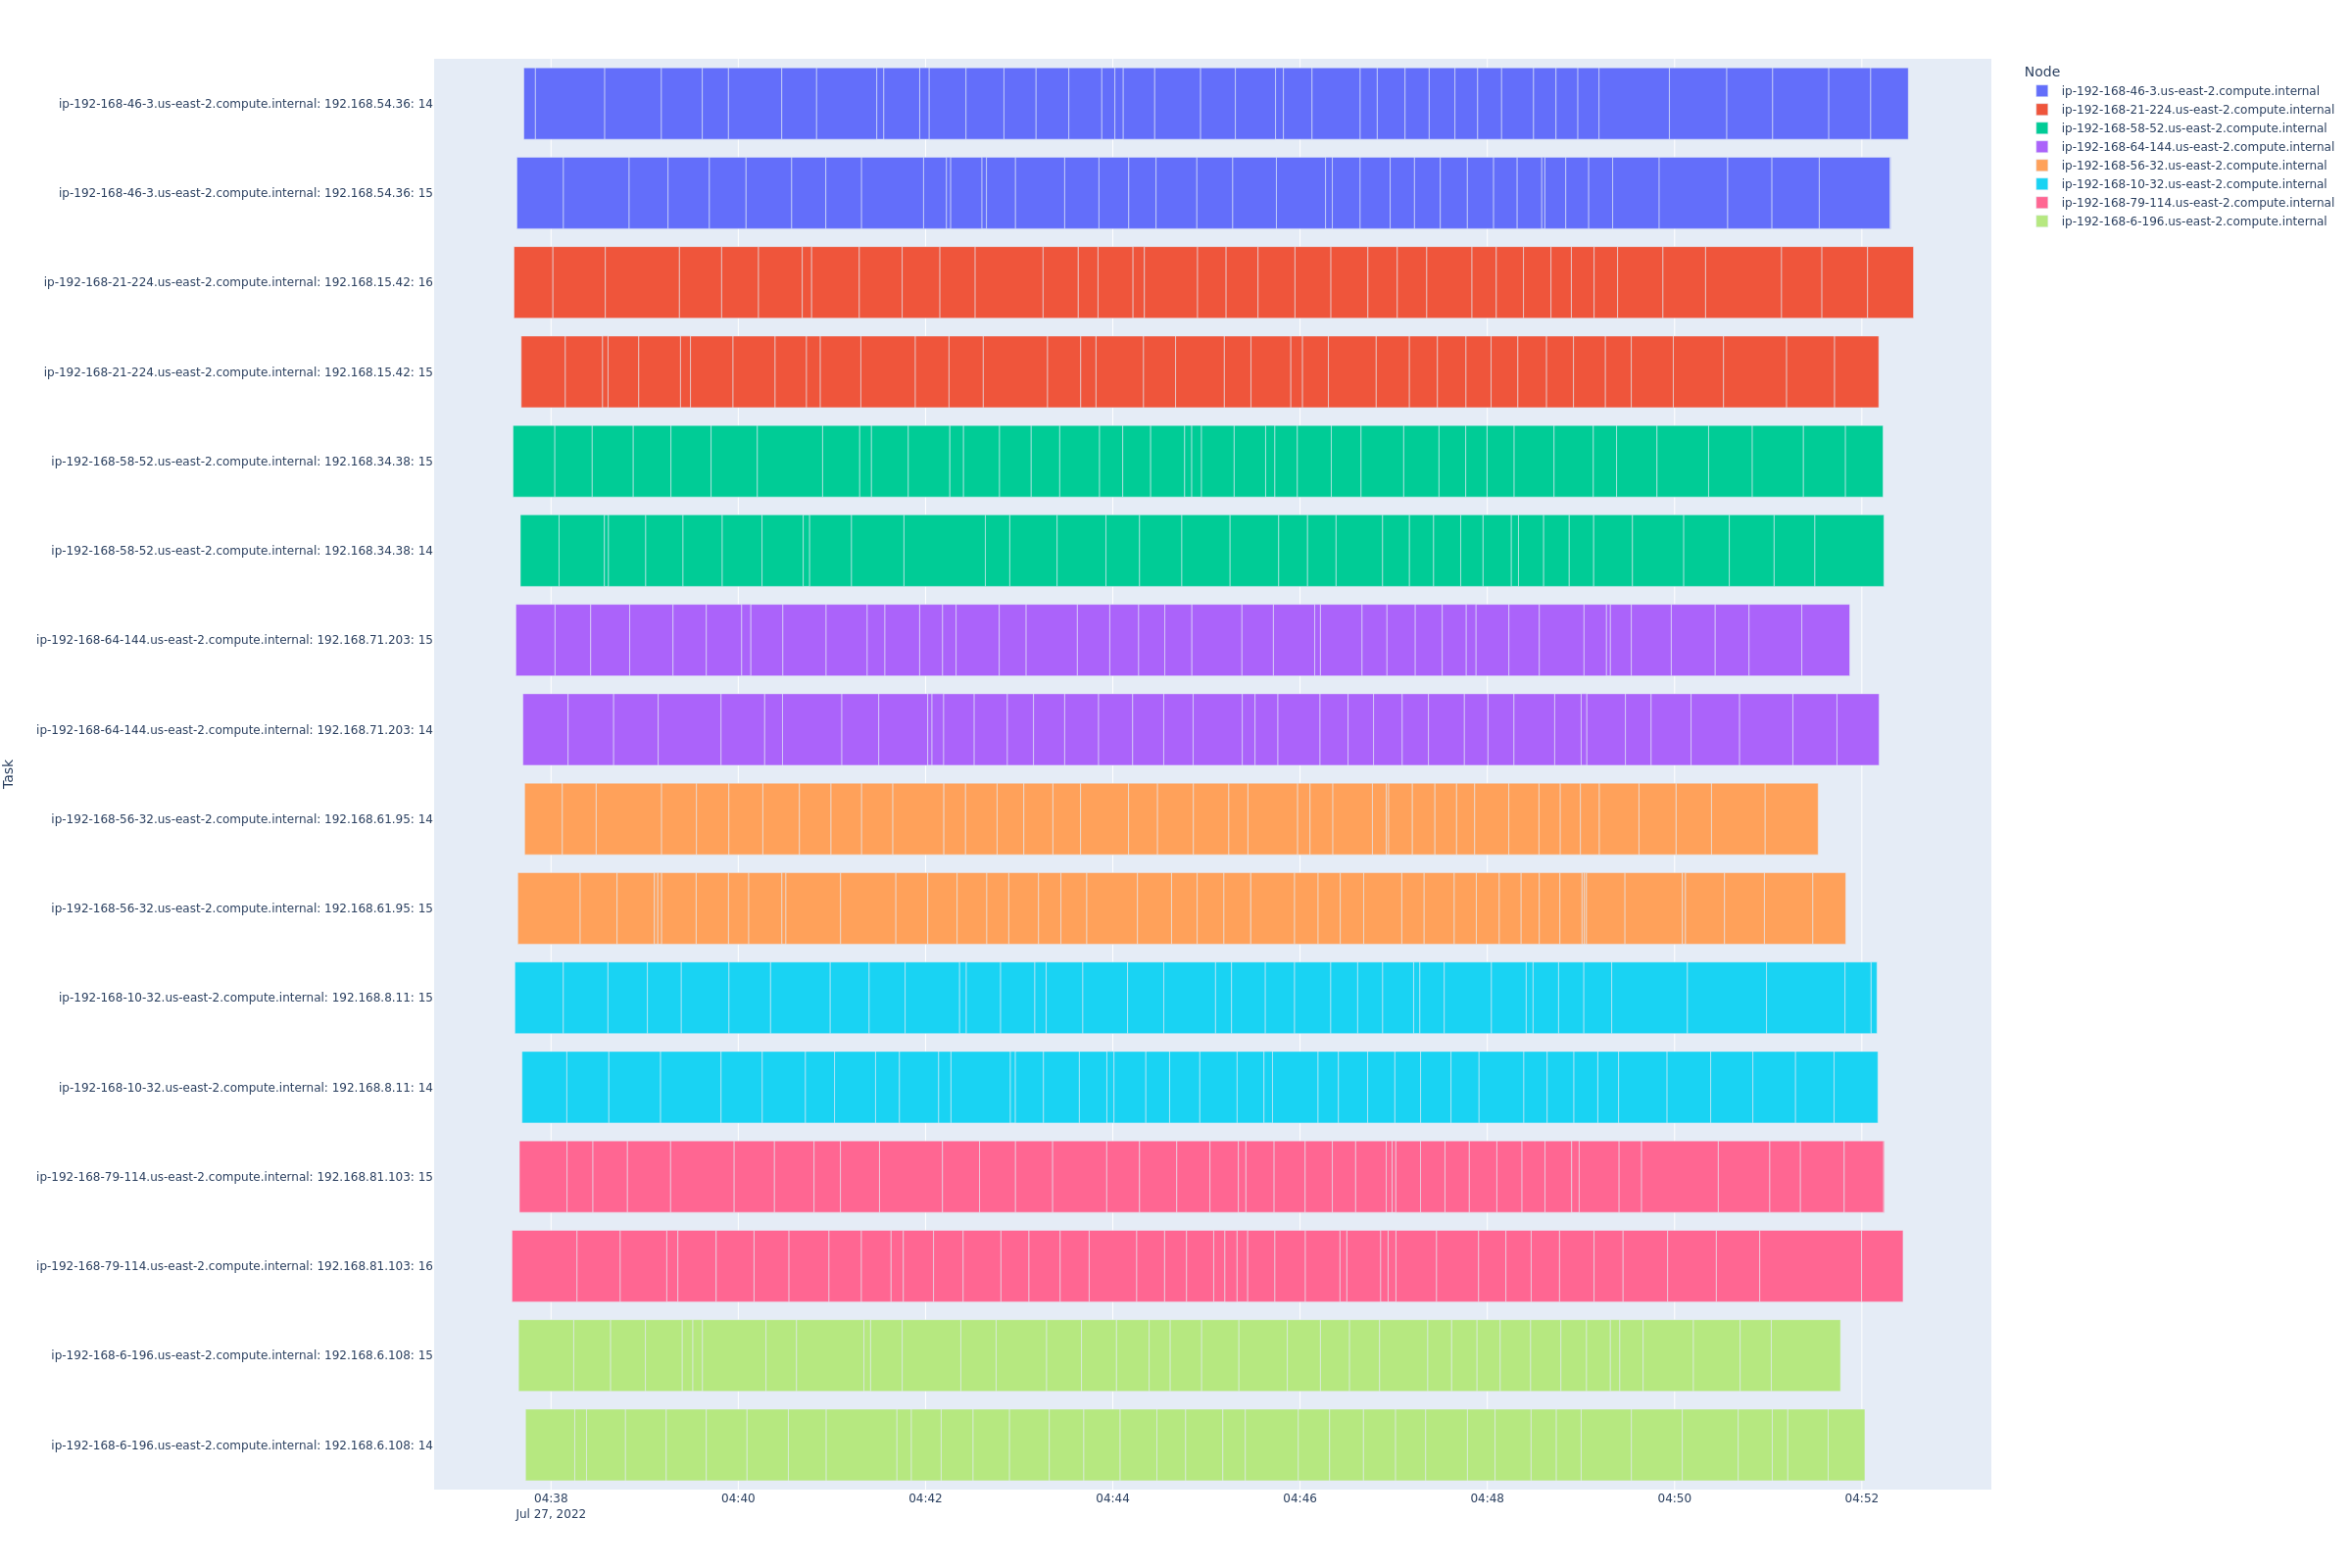 Node
ip-192-168-46-3.us-east-2.compute.internal
ip-192-168-21-224.us-east-2.compute.internal
ip-192-168-58-52.us-east-2.compute.internal
ip-192-168-64-144.us-east-2.compute.internal
ip-192-168-56-32.us-east-2.compute.internal
ip-192-168-10-32.us-east-2.compute.internal
ip-192-168-79-114.us-east-2.compute.internal
ip-192-168-6-196.us-east-2.compute.internal
Task
ip-192-168-46-3.us-east-2.compute.internal: 192.168.54.36: 14
ip-192-168-46-3.us-east-2.compute.internal: 192.168.54.36: 15
ip-192-168-21-224.us-east-2.compute.internal: 192.168.15.42: 16
ip-192-168-21-224.us-east-2.compute.internal: 192.168.15.42: 15
ip-192-168-58-52.us-east-2.compute.internal: 192.168.34.38: 15
ip-192-168-58-52.us-east-2.compute.internal: 192.168.34.38: 14
ip-192-168-64-144.us-east-2.compute.internal: 192.168.71.203: 15
ip-192-168-64-144.us-east-2.compute.internal: 192.168.71.203: 14
ip-192-168-56-32.us-east-2.compute.internal: 192.168.61.95: 14
ip-192-168-56-32.us-east-2.compute.internal: 192.168.61.95: 15
ip-192-168-10-32.us-east-2.compute.internal: 192.168.8.11: 15
ip-192-168-10-32.us-east-2.compute.internal: 192.168.8.11: 14
ip-192-168-79-114.us-east-2.compute.internal: 192.168.81.103: 15
ip-192-168-79-114.us-east-2.compute.internal: 192.168.81.103: 16
ip-192-168-6-196.us-east-2.compute.internal: 192.168.6.108: 15
ip-192-168-6-196.us-east-2.compute.internal: 192.168.6.108: 14
04:38 04:40 04:42 04:44 04:46 04:48 04:50 04:52
Jul 27, 2022